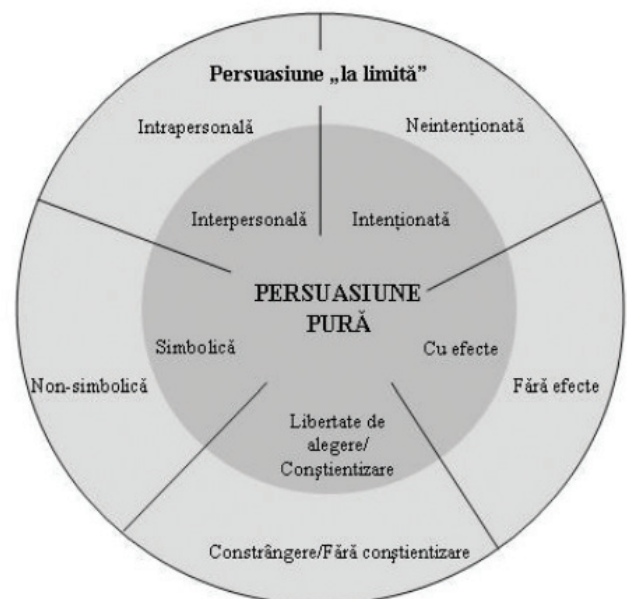 Persuasiune „la limită”
Intrapersonală
Neintenționată
Interpersonală
Intenționată
PERSUASIUNE
PURĂ
Simbolică
Cu efecte
Non-simbolică
Fără efecte
Libertate de
alegere/
Conștientizare
Constrângere/Fără conștientizare